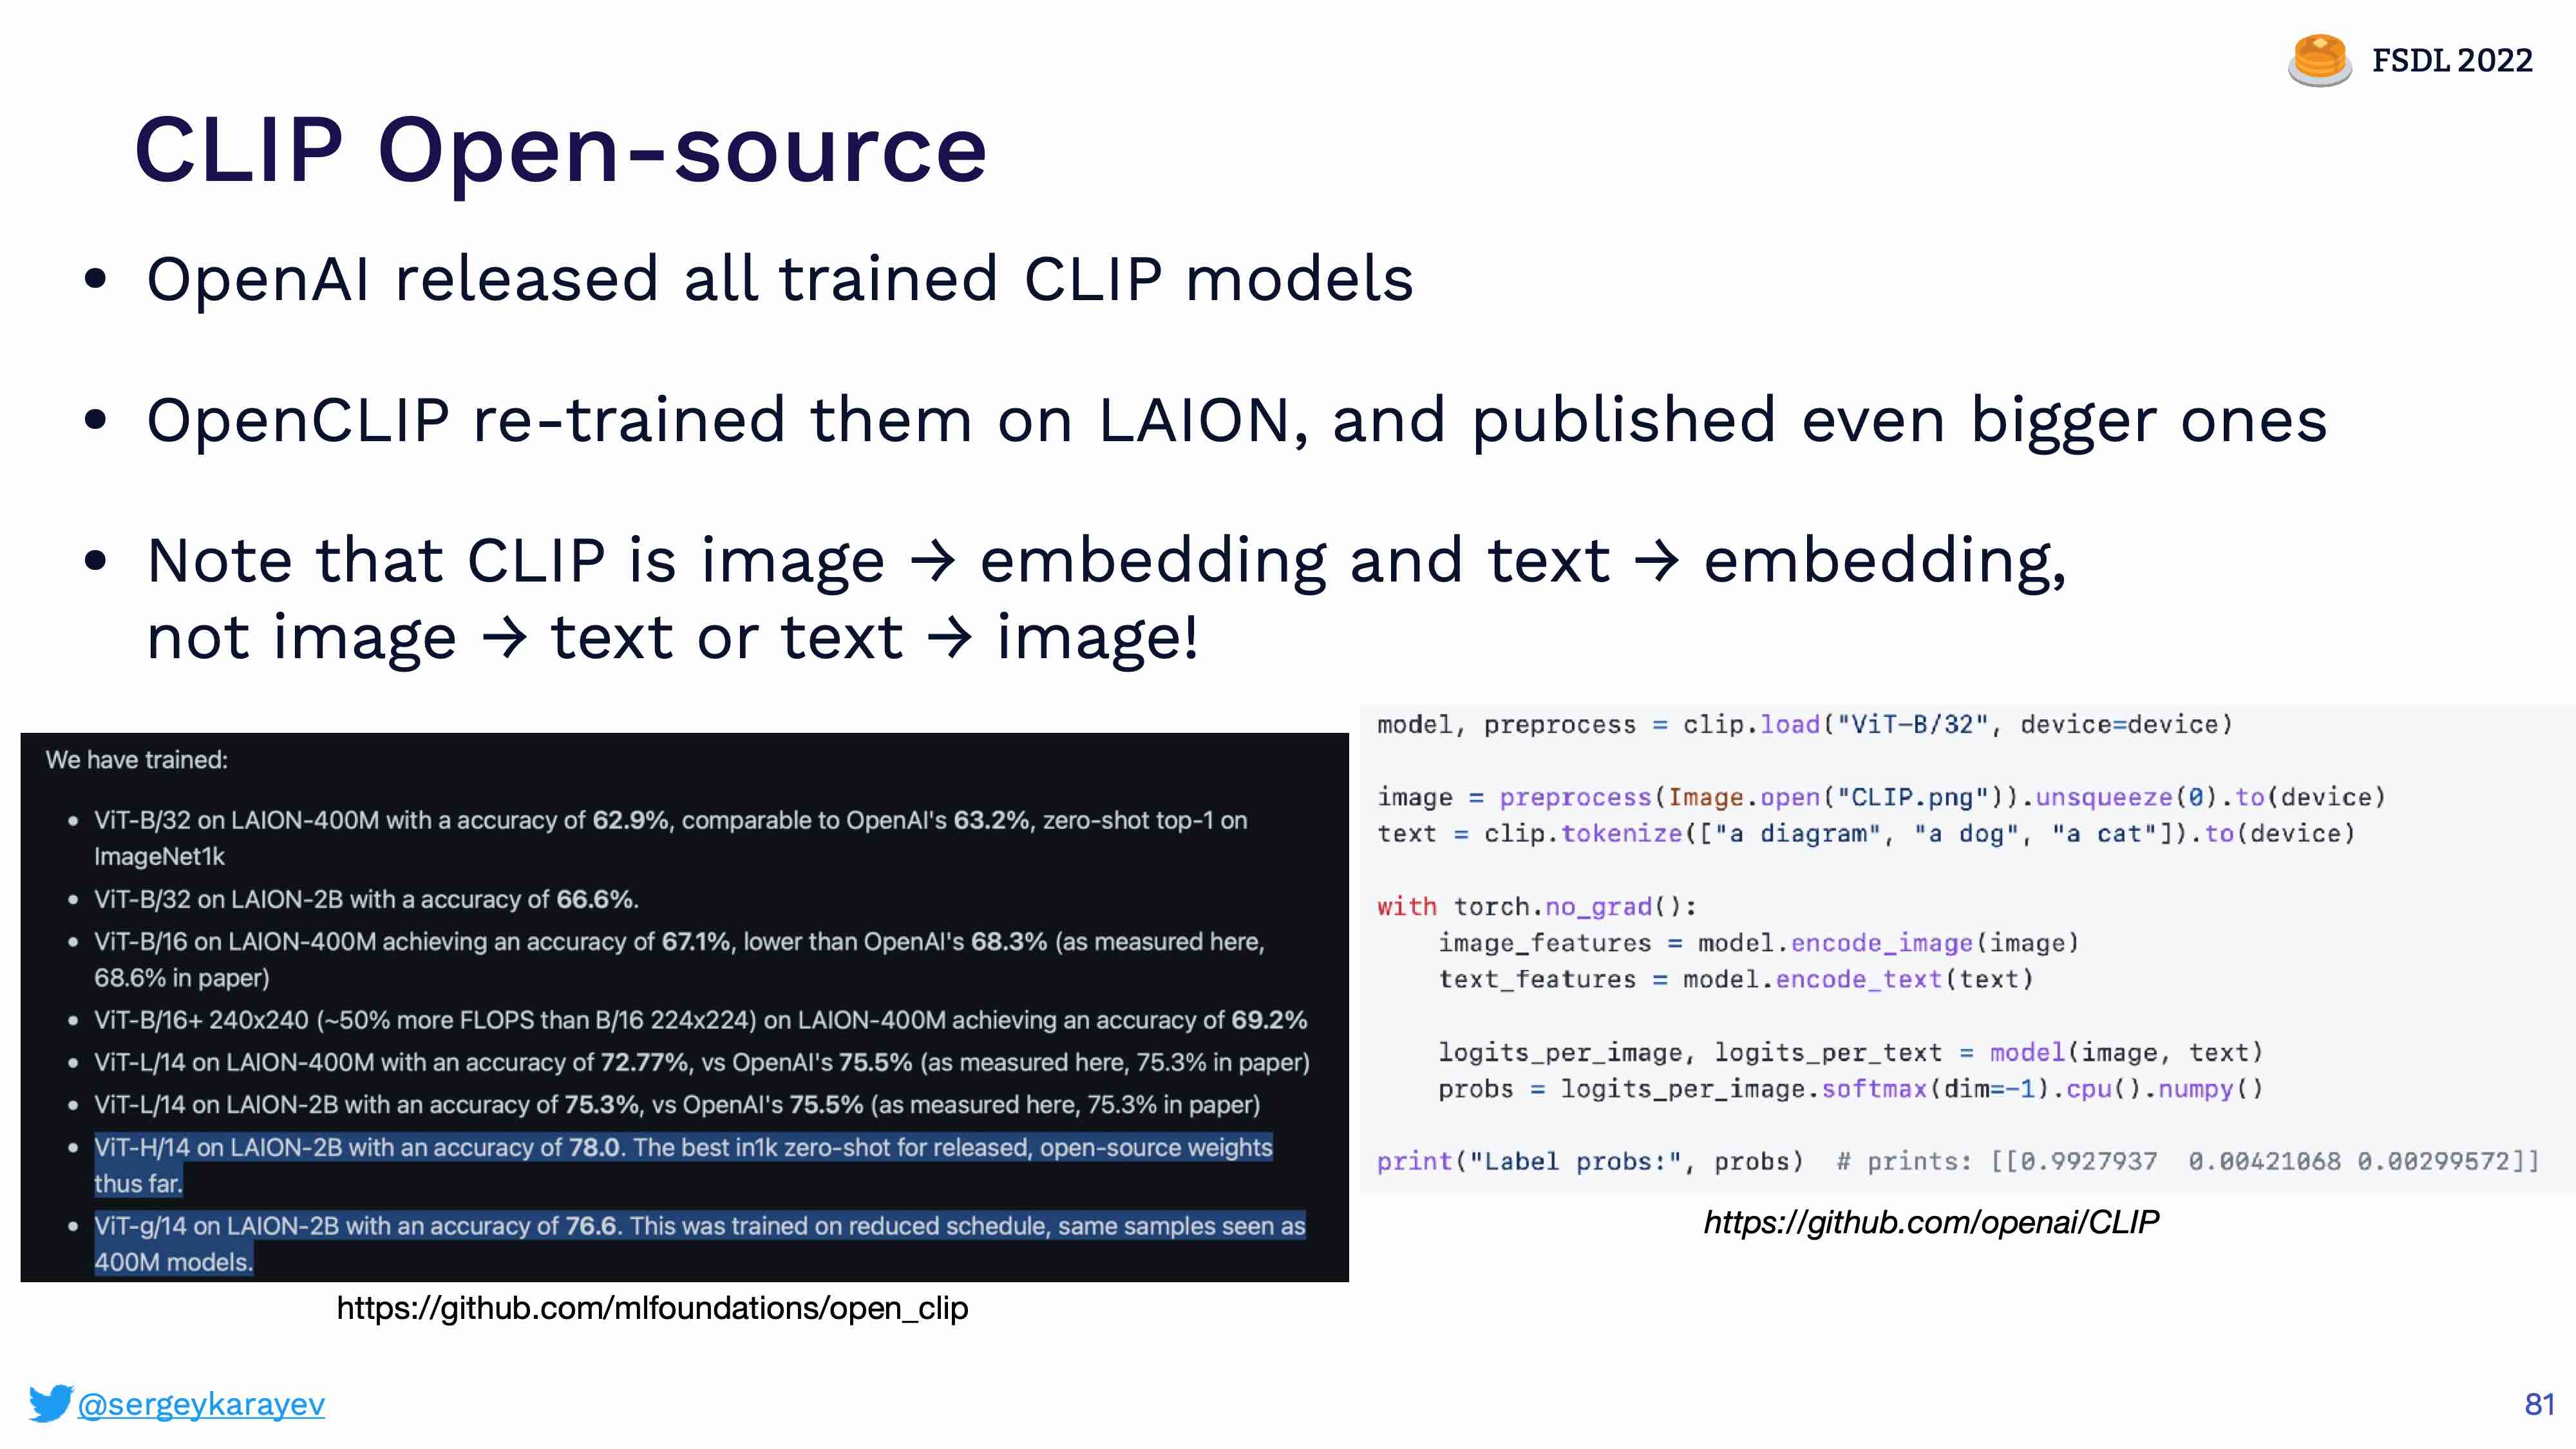 FSDL 2022
CLIP Open-source
• OpenAI released all trained CLIP models
• OpenCLIP re-trained them on LAION, and published even bigger ones
• Note that CLIP is image → embedding and text → embedding,
not image → text or text → image!
We have trained:
• ViT-B/32 on LAION-400M with a accuracy of 62.9%, comparable to OpenAI's 63.2%, zero-shot top-1 on
ImageNet1k
• ViT-B/32 on LAION-2B with a accuracy of 66.6%.
• ViT-B/16 on LAION-400M achieving an accuracy of 67.1%, lower than OpenAI's 68.3% (as measured here,
68.6% in paper)
• ViT-B/16+ 240x240 (~50% more FLOPS than B/16 224x224) on LAION-400M achieving an accuracy of 69.2%
• ViT-L/14 on LAION-400M with an accuracy of 72.77%, vs OpenAI's 75.5% (as measured here, 75.3% in paper)
• ViT-L/14 on LAION-2B with an accuracy of 75.3%, vs OpenAI's 75.5% (as measured here, 75.3% in paper)
• ViT-H/14 on LAION-2B with an accuracy of 78.0. The best in1k zero-shot for released, open-source weights
thus far.
• ViT-g/14 on LAION-2B with an accuracy of 76.6. This was trained on reduced schedule, same samples seen as
400M models.
https://github.com/mlfoundations/open_clip
model, preprocess = clip.load("ViT-B/32", device=device)
image = preprocess(Image.open("CLIP.png")).unsqueeze(0).to(device)
text = clip.tokenize(["a diagram", "a dog", "a cat"]).to(device)
with torch.no_grad():
    image_features = model.encode_image(image)
    text_features = model.encode_text(text)
    logits_per_image, logits_per_text = model(image, text)
    probs = logits_per_image.softmax(dim=-1).cpu().numpy()
print("Label probs:", probs)  # prints: [[0.9927937  0.00421068 0.00299572]]
https://github.com/openai/CLIP
@sergeykarayev
81